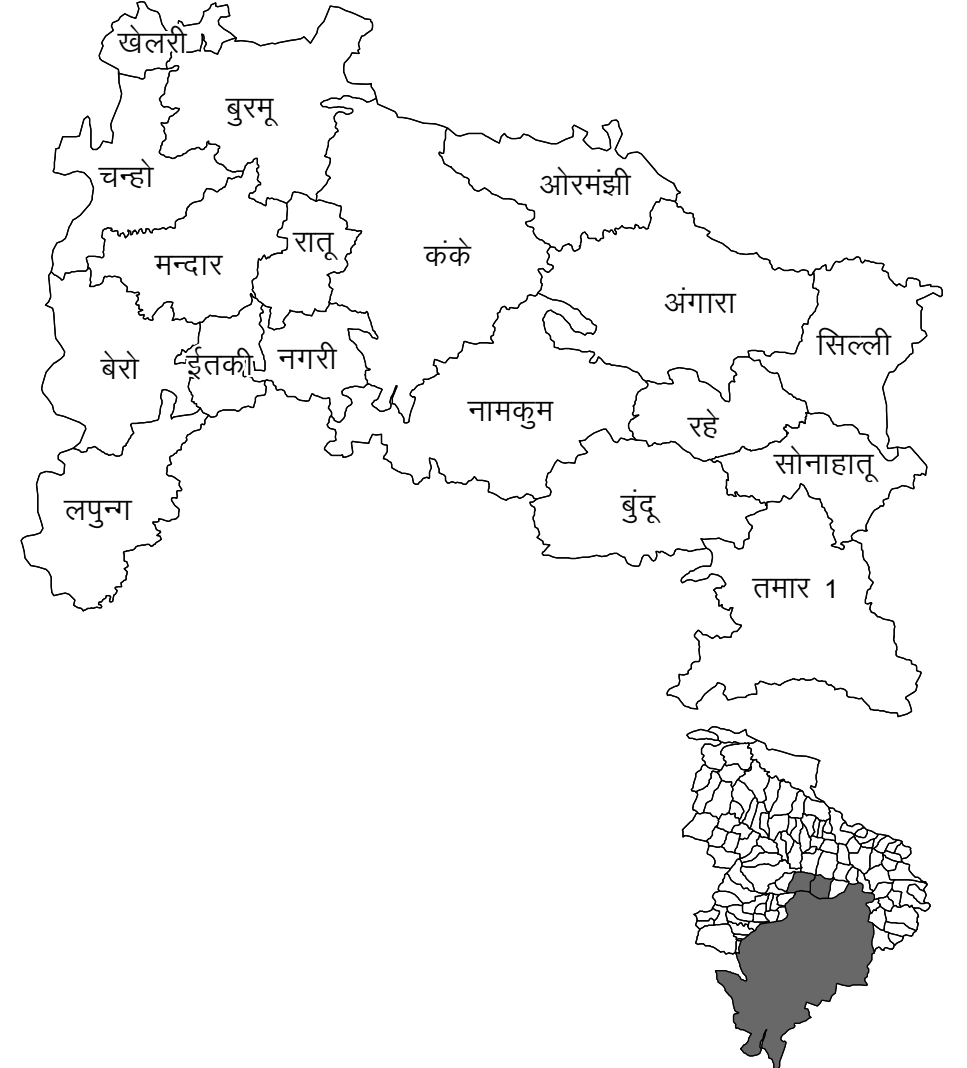 खेलरी
बुरमू
चन्हो
ओरमंझी
रातू
कंके
मन्दार
अंगारा
सिल्ली
बेरो
ईतकी
नगरी
नामकुम
रहे
सोनाहातू
लपुन्ग
बुंदू
तमार 1